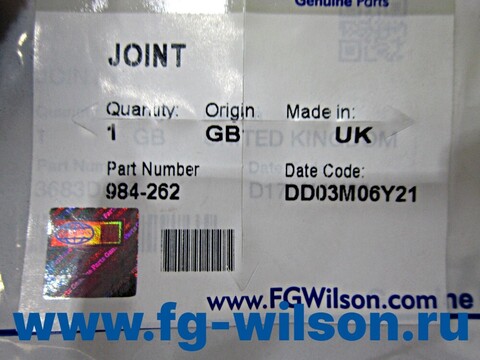 Genuine Parts
JOINT
Quantity: Origin: Made in:
1 GB UK
Part Number Date Code:
984-262 DD03M06Y21
www.FGWilson.com
www.fg-wilson.ru